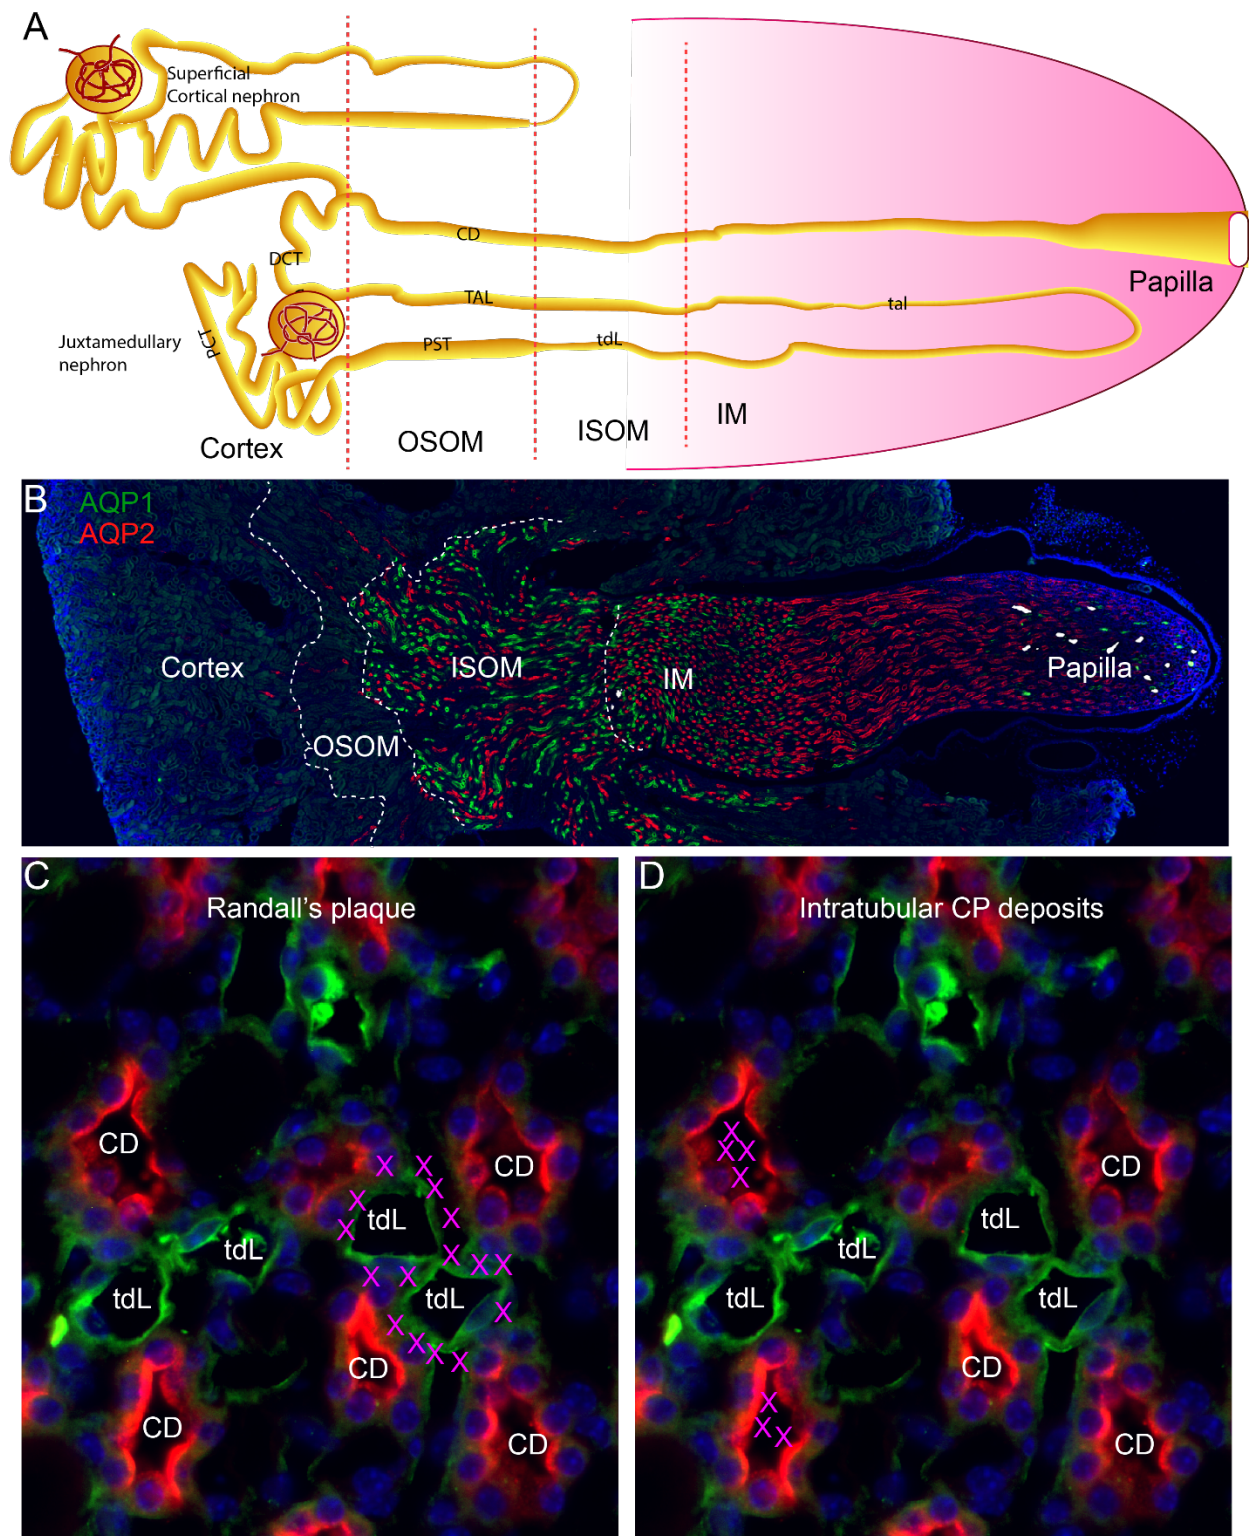 A
Superficial
Cortical nephron
CD
DCT
TAL
tal
Papilla
PCT
PST
tdL
Juxtamedullary
nephron
Cortex
OSOM
ISOM
IM
B
AQP1
AQP2
Cortex
OSOM
ISOM
IM
Papilla
C
Randall's plaque
CD
CD
X X
X
X
X
X
tdL
tdL
X
X X
X X
tdL
tdL
X
X
X
X
X
CD
CD
CD
D
Intratubular CP deposits
X
X X
X
CD
tdL
tdL
tdL
tdL
CD
X
X
X
CD